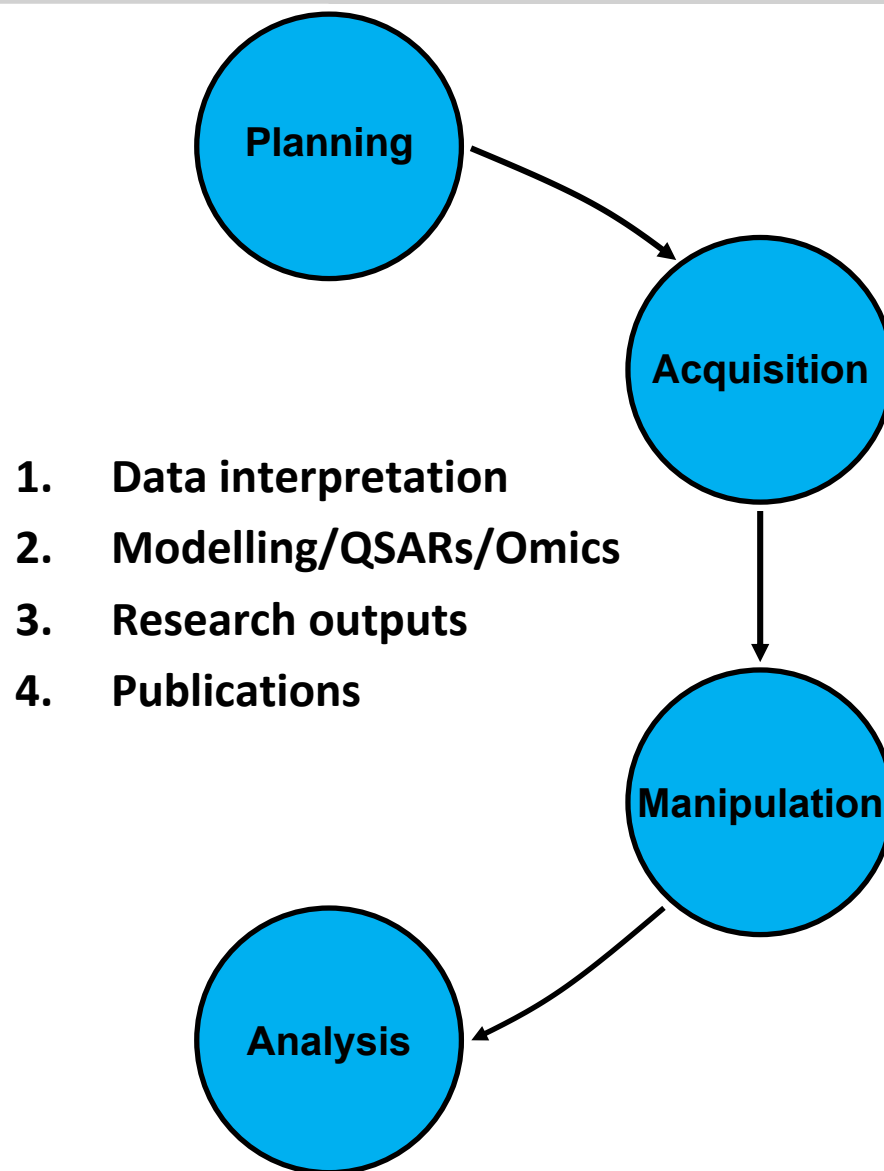 Planning
Acquisition
1. Data interpretation
2. Modelling/QSARs/Omics
3. Research outputs
4. Publications
Manipulation
Analysis